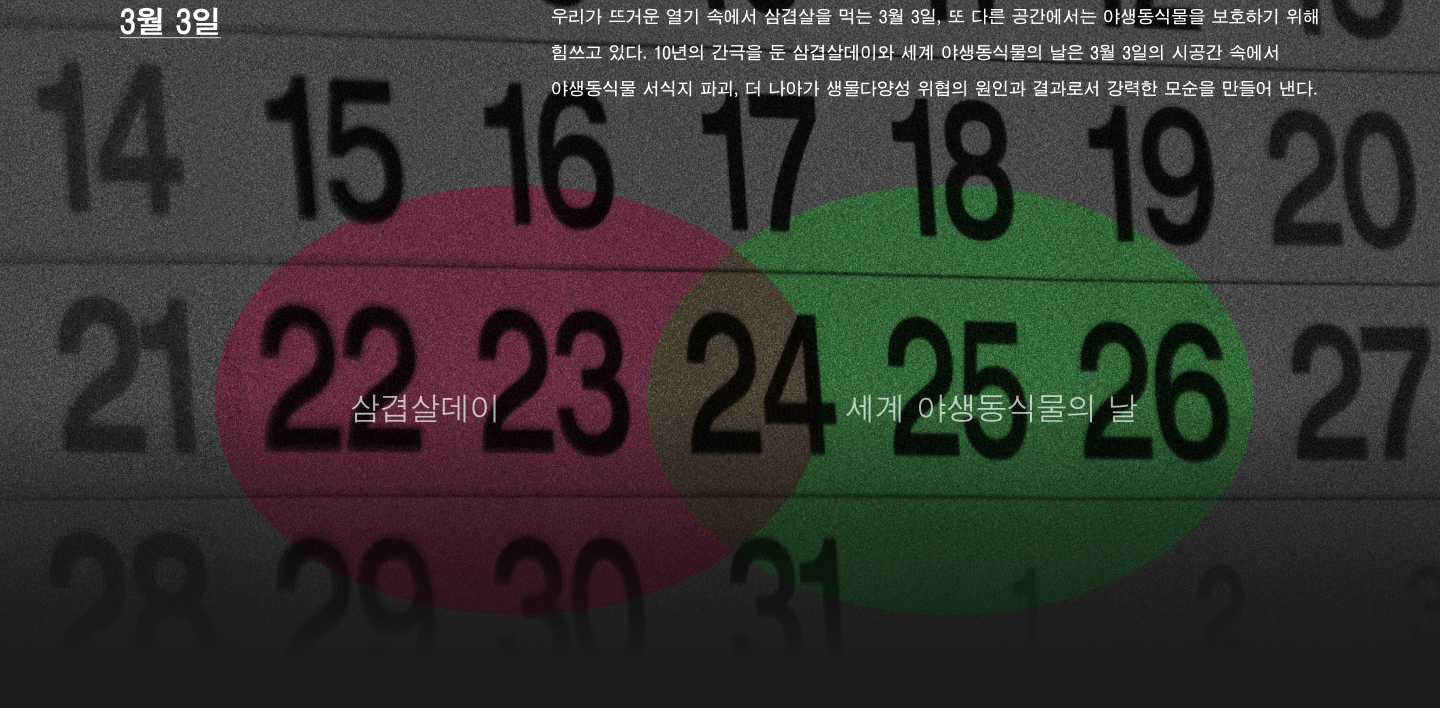 3월 3일
우리가 뜨거운 열기 속에서 삼겹살을 먹는 3월 3일, 또 다른 공간에서는 야생동식물을 보호하기 위해
힘쓰고 있다. 10년의 간극을 둔 삼겹살데이와 세계 야생동식물의 날은 3월 3일의 시공간 속에서
야생동식물 서식지 파괴, 더 나아가 생물다양성 위협의 원인과 결과로서 강력한 모순을 만들어 낸다.
14 15 16 17 18 19 20
21 22 23 24 25 26 27
삼겹살데이 세계 야생동식물의 날
28 29 30 31 1 2 3